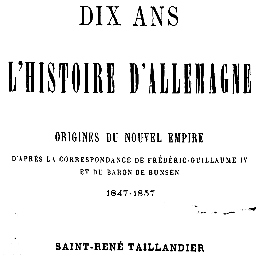 DIX ANS
L'HISTOIRE D'ALLEMAGNE
ORIGINES DU NOUVEL EMPIRE
D'APRÈS LA CORRESPONDANCE DE FRÉDÉRIC-GUILLAUME IV
ET DU BARON DE BUNSEN
1847-1857
SAINT-RENÉ TAILLANDIER